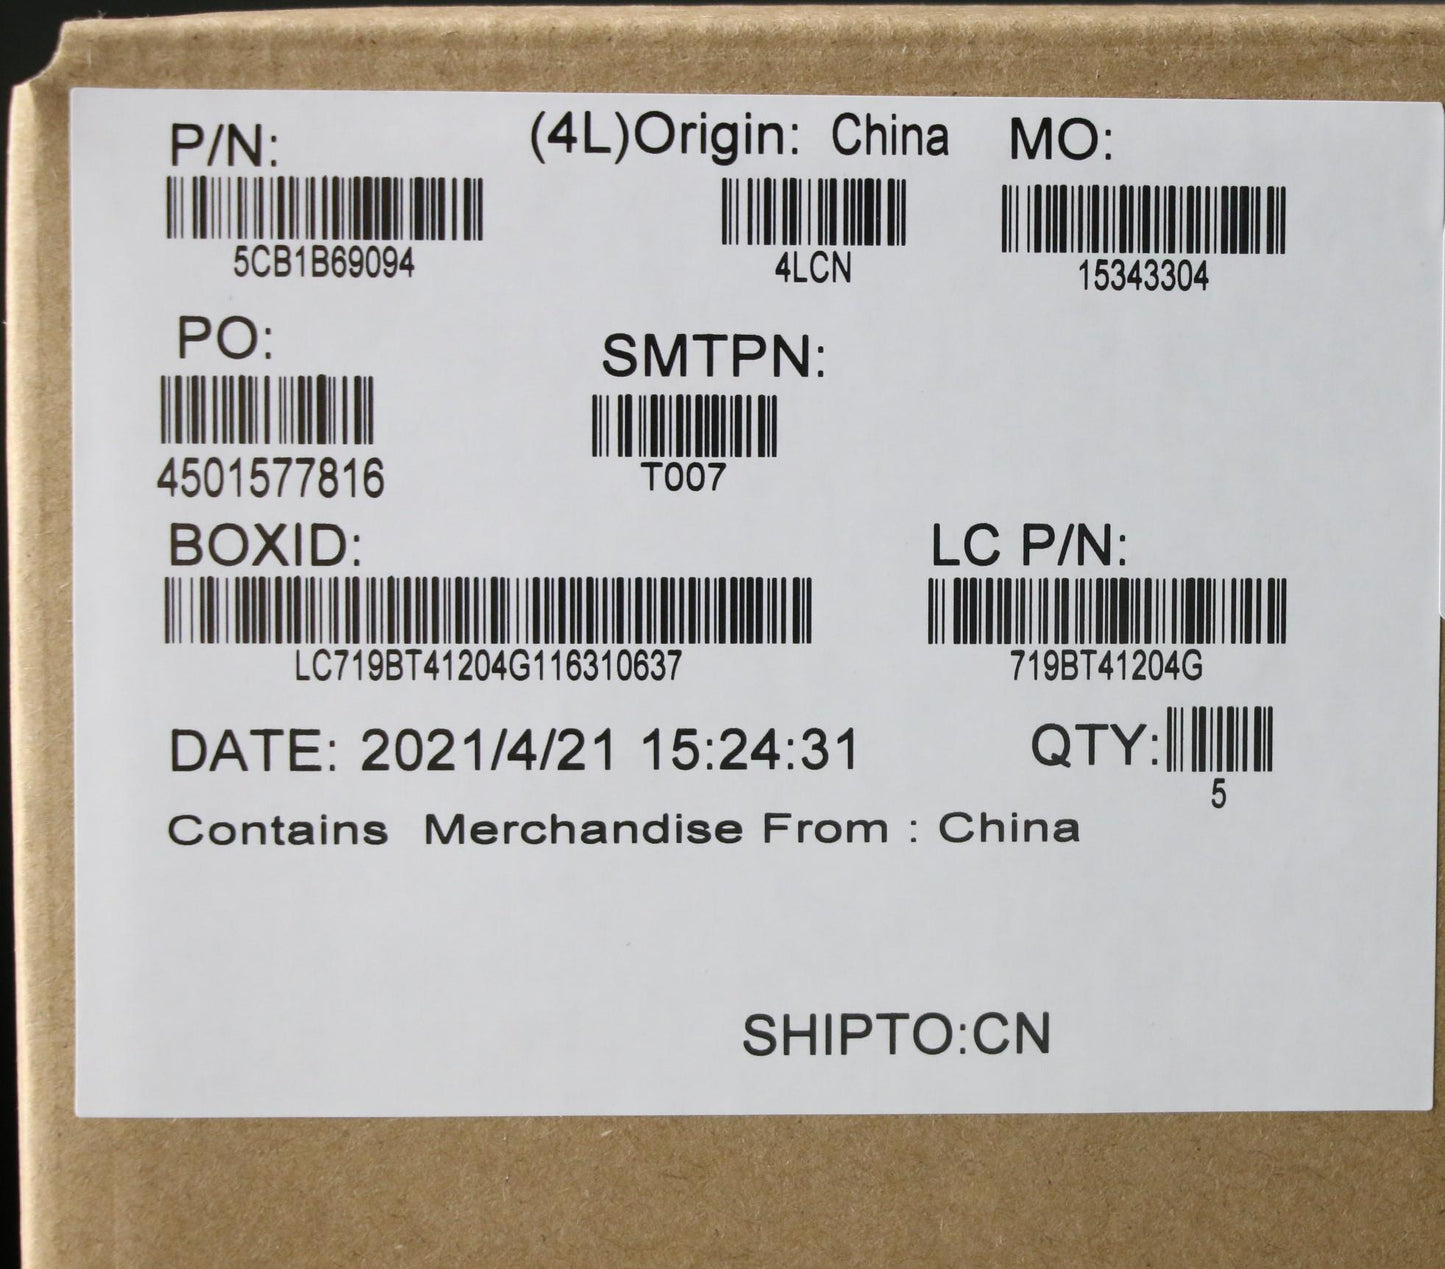 P/N: (4L)Origin: China MO:
5CB1B69094 4LCN 15343304
PO: SMTPN:
4501577816 T007
BOXID: LC P/N:
LC719BT41204G116310637 719BT41204G
DATE: 2021/4/21 15:24:31 QTY:
5
Contains Merchandise From : China
SHIPTO:CN